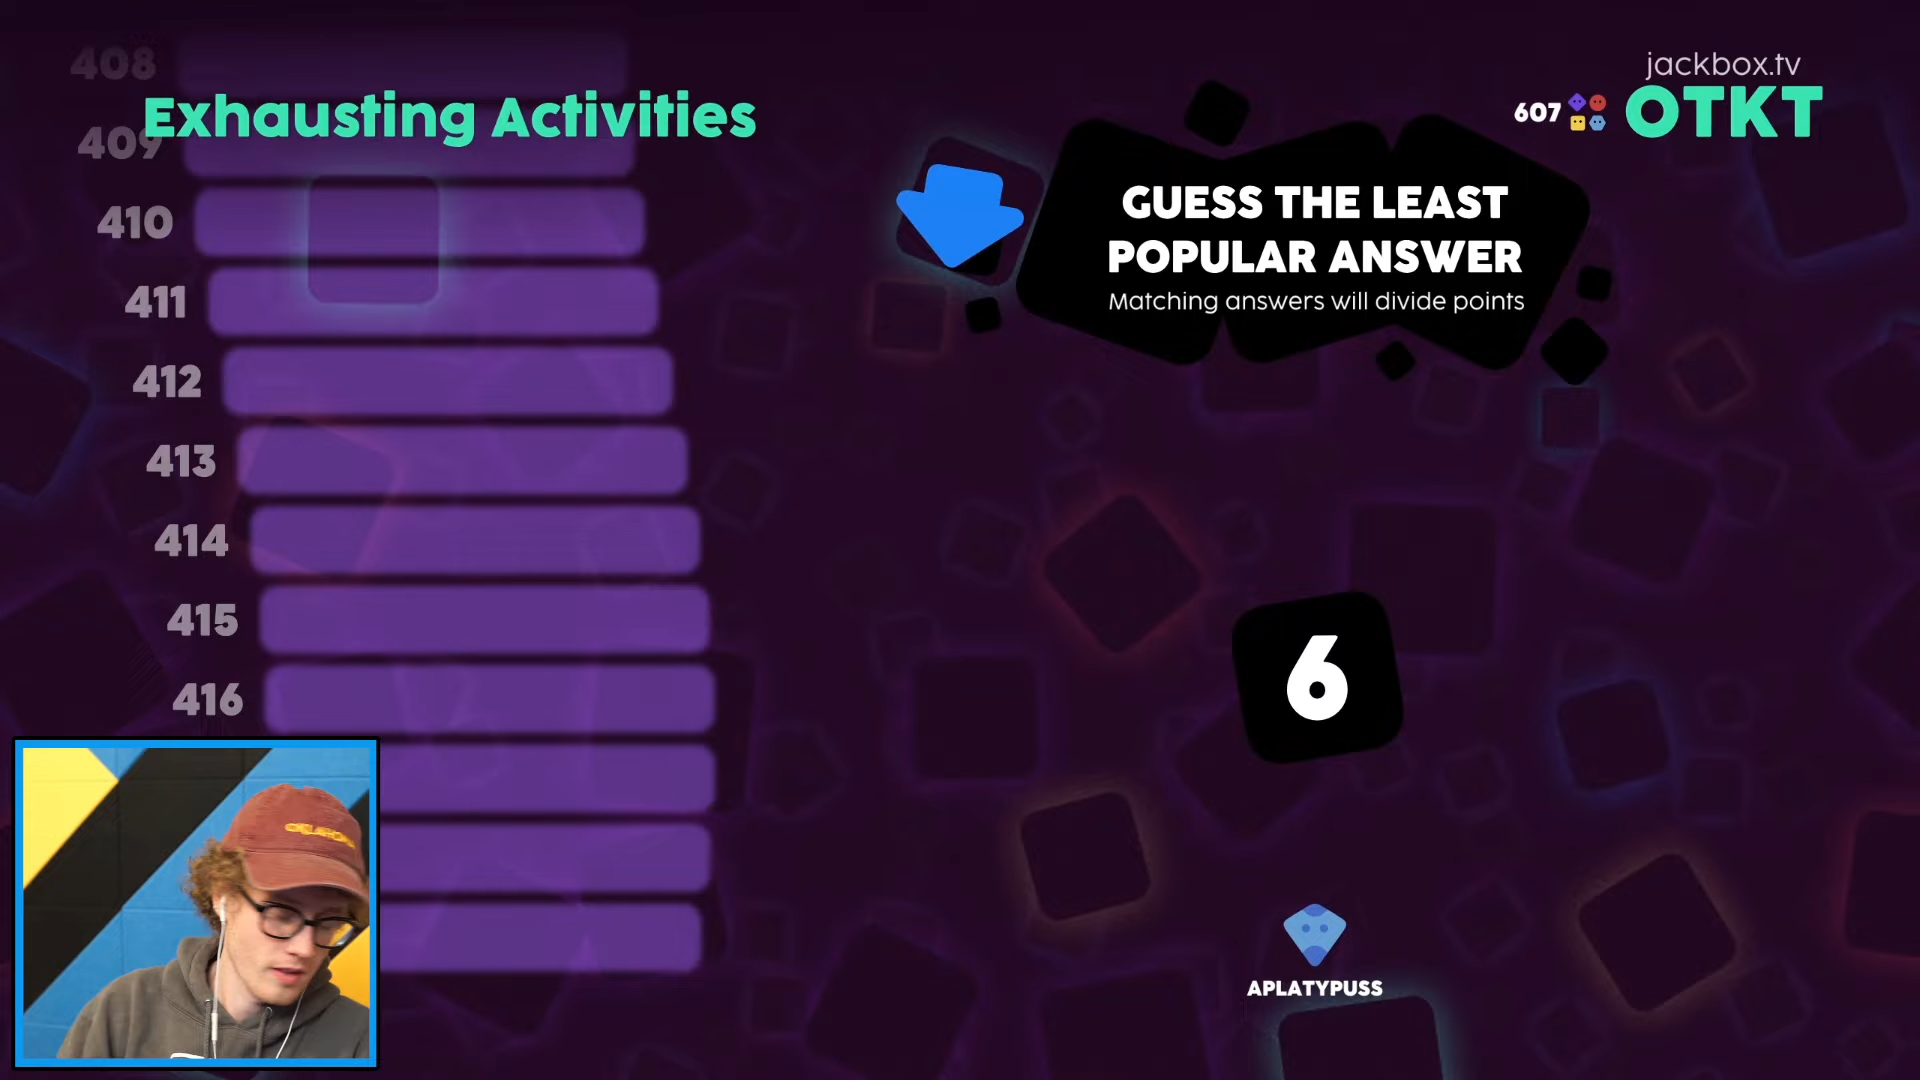 408
Exhausting Activities
409
410
411
412
413
414
415
416
jackbox.tv
607
OTKT
GUESS THE LEAST
POPULAR ANSWER
Matching answers will divide points
6
APLATYPUSS